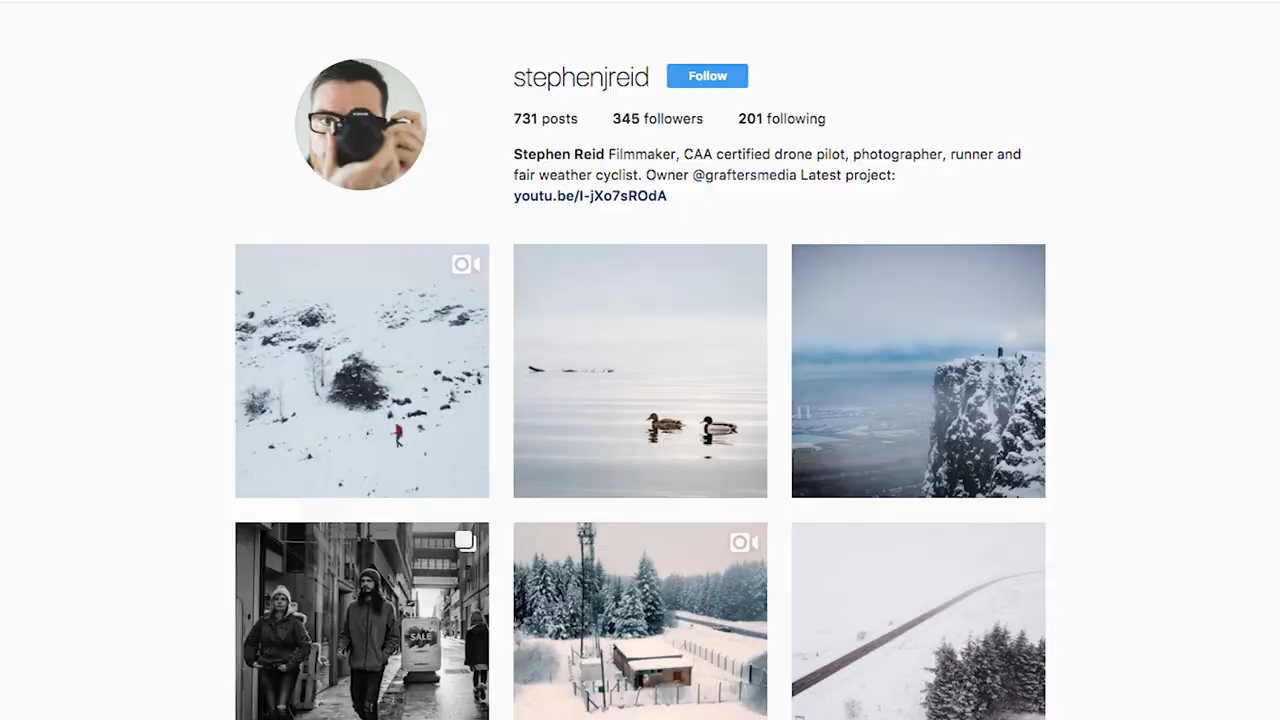 stephenjreid Follow
731 posts 345 followers 201 following
Stephen Reid Filmmaker, CAA certified drone pilot, photographer, runner and
fair weather cyclist. Owner @graftersmedia Latest project:
youtu.be/I-jXo7sROdA
SALE